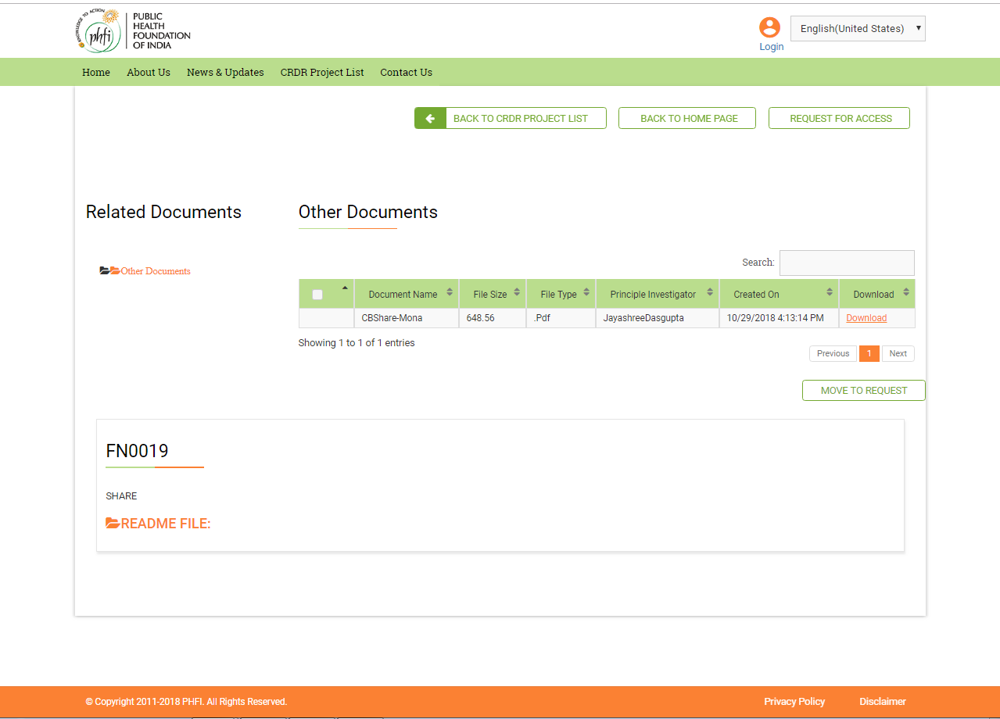 KNOWLEDGE TO ACTION
phfi
PUBLIC
HEALTH
FOUNDATION
OF INDIA
Login
English(United States)
Home About Us News & Updates CRDR Project List Contact Us
BACK TO CRDR PROJECT LIST BACK TO HOME PAGE REQUEST FOR ACCESS
Related Documents
Other Documents
Other Documents
Search:
Document Name File Size File Type Principle Investigator Created On Download
CBShare-Mona 648.56 .Pdf JayashreeDasgupta 10/29/2018 4:13:14 PM Download
Showing 1 to 1 of 1 entries
Previous 1 Next
MOVE TO REQUEST
FN0019
SHARE
README FILE:
© Copyright 2011-2018 PHFI. All Rights Reserved. Privacy Policy Disclaimer